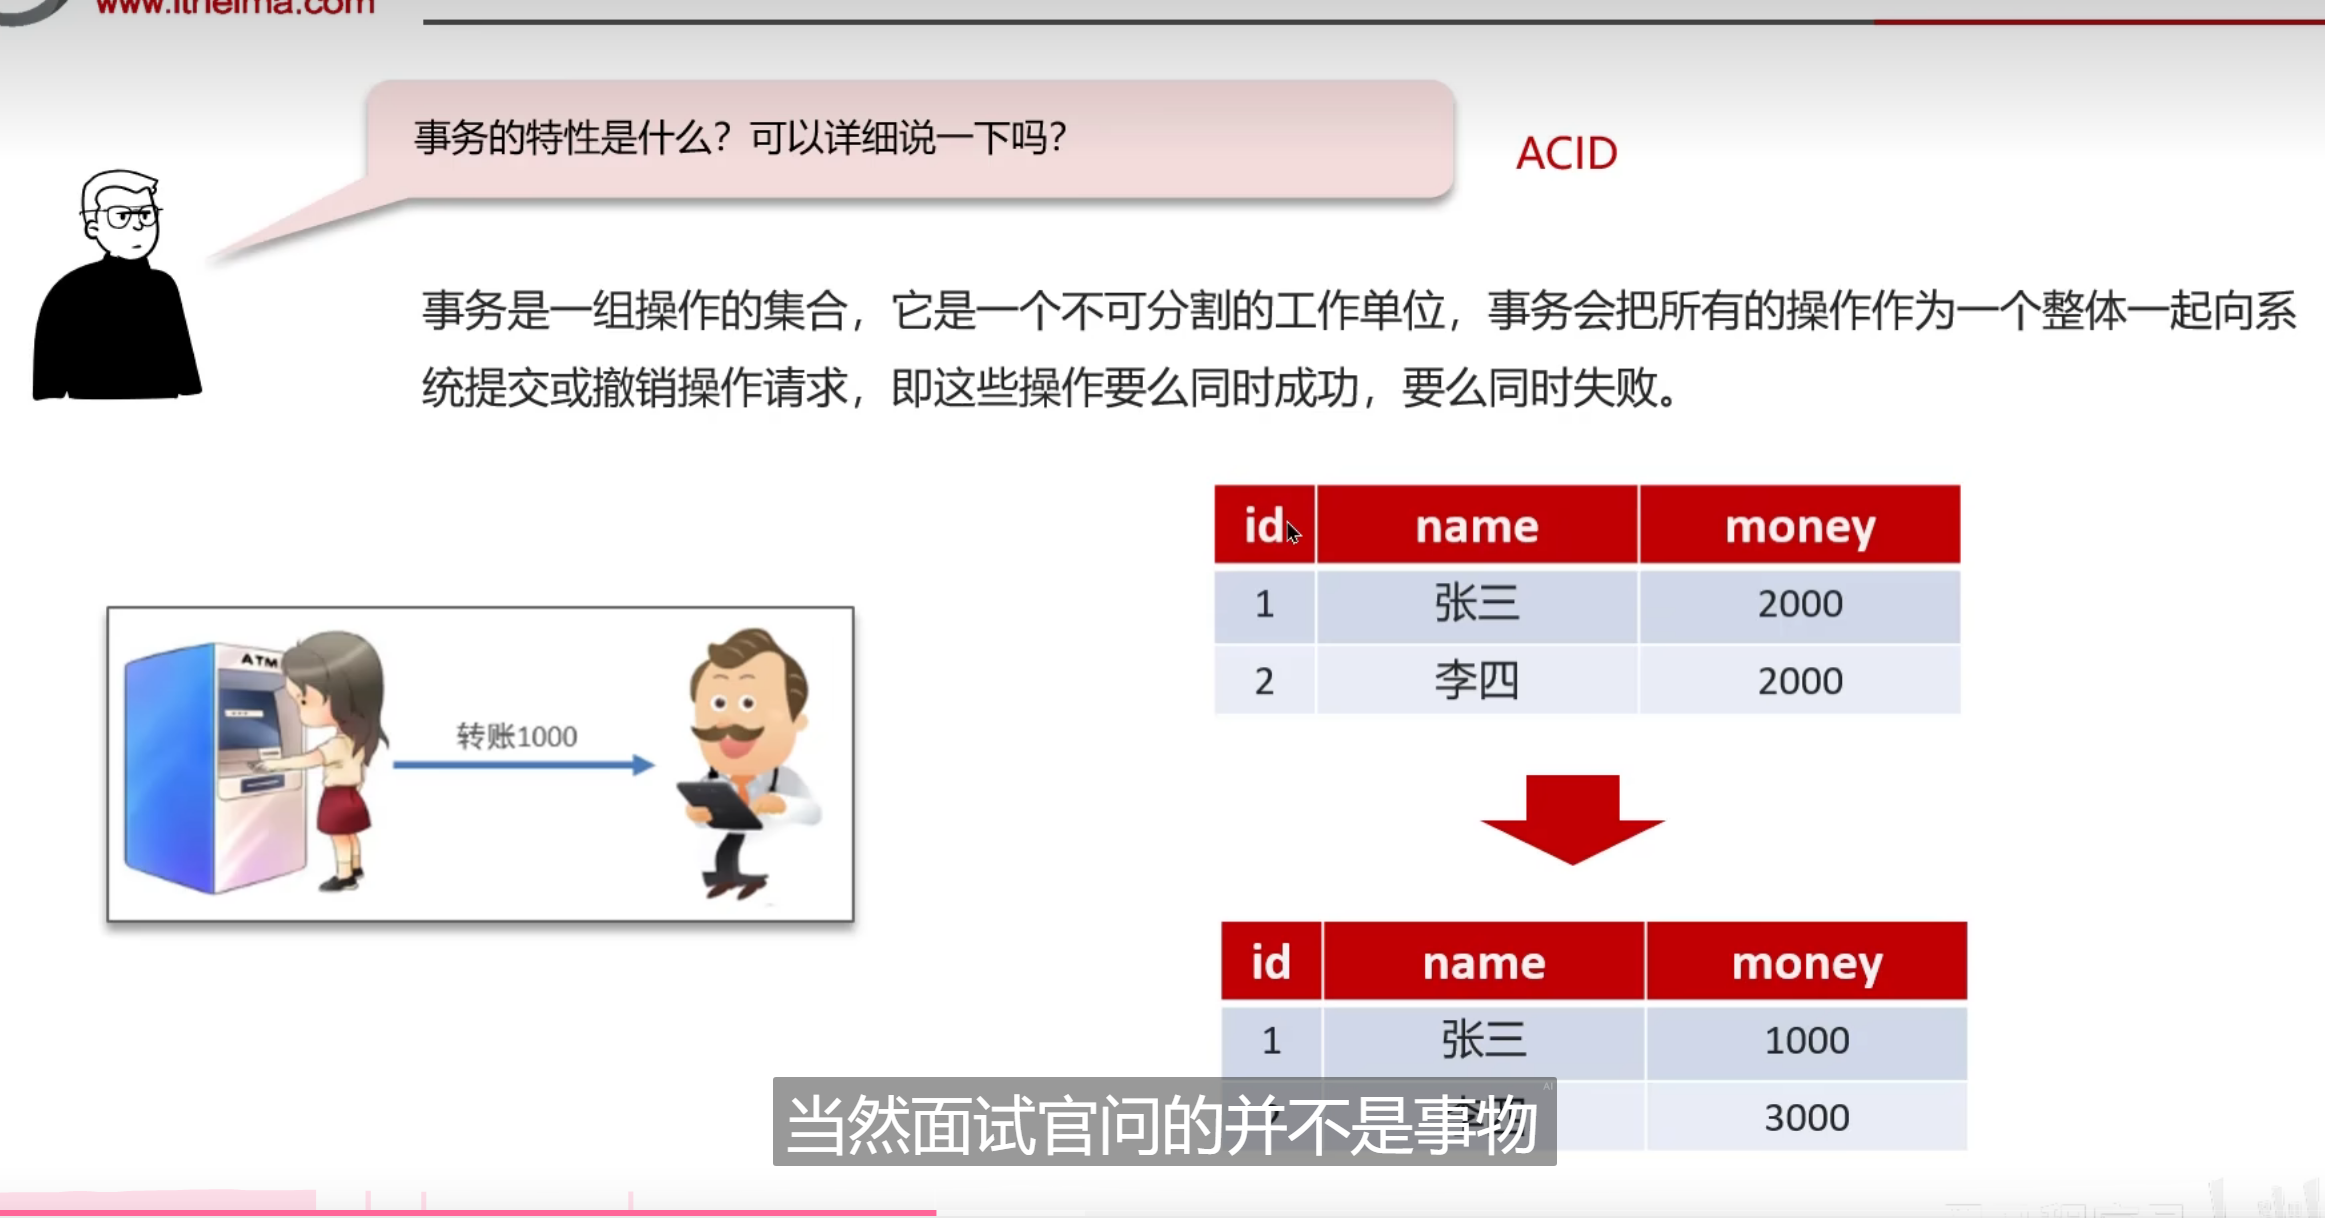 www.itheima.com
事务的特性是什么？可以详细说一下吗？
ACID
事务是一组操作的集合，它是一个不可分割的工作单位，事务会把所有的操作作为一个整体一起向系
统提交或撤销操作请求，即这些操作要么同时成功，要么同时失败。
id name money
1 张三 2000
2 李四 2000
ATM
转账1000
id name money
1 张三 1000
李四 3000
AI
当然面试官问的并不是事物